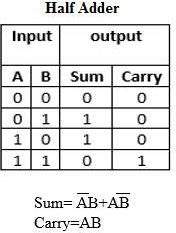 Half Adder
Input output
A B Sum Carry
0 0 0 0
0 1 1 0
1 0 1 0
1 1 0 1
Sum= A̅B+AB̅
Carry=AB